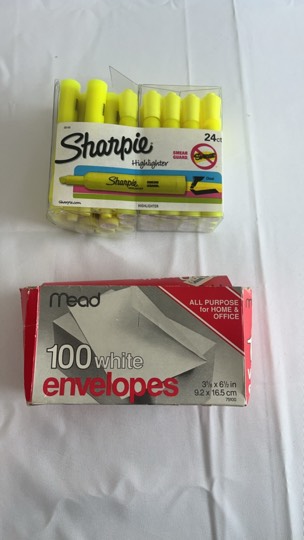 Sharpie
24ct
Highlighter
SMEAR
GUARD
Sharpie
HIGHLIGHTER
mead
ALL PURPOSE
for HOME &
OFFICE
100 white
envelopes
3⅝ x 6½ in
9.2 x 16.5 cm